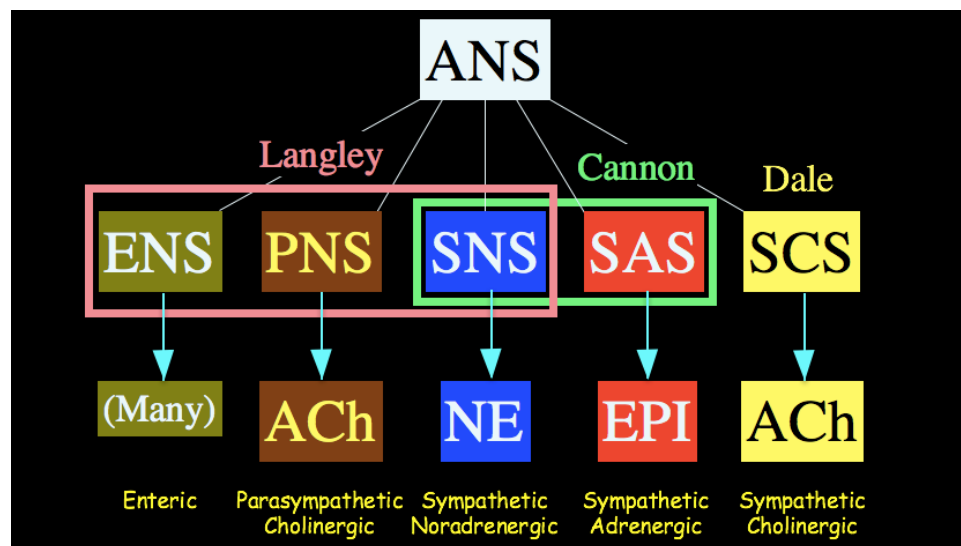 ANS
Langley
Cannon
Dale
ENS PNS SNS SAS SCS
(Many) ACh NE EPI ACh
Enteric Parasympathetic Sympathetic Sympathetic Sympathetic
Cholinergic Noradrenergic Adrenergic Cholinergic